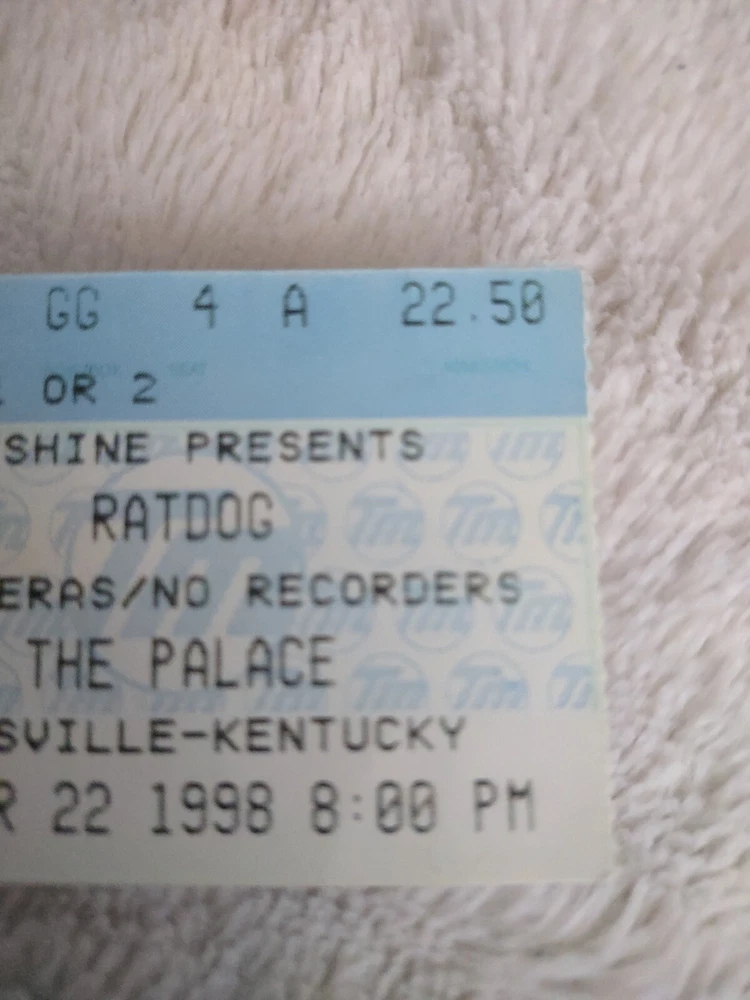 GG 4 A 22.50
OR 2
SHINE PRESENTS
RATDOG
ERAS/NO RECORDERS
THE PALACE
SVILLE-KENTUCKY
R 22 1998 8:00 PM